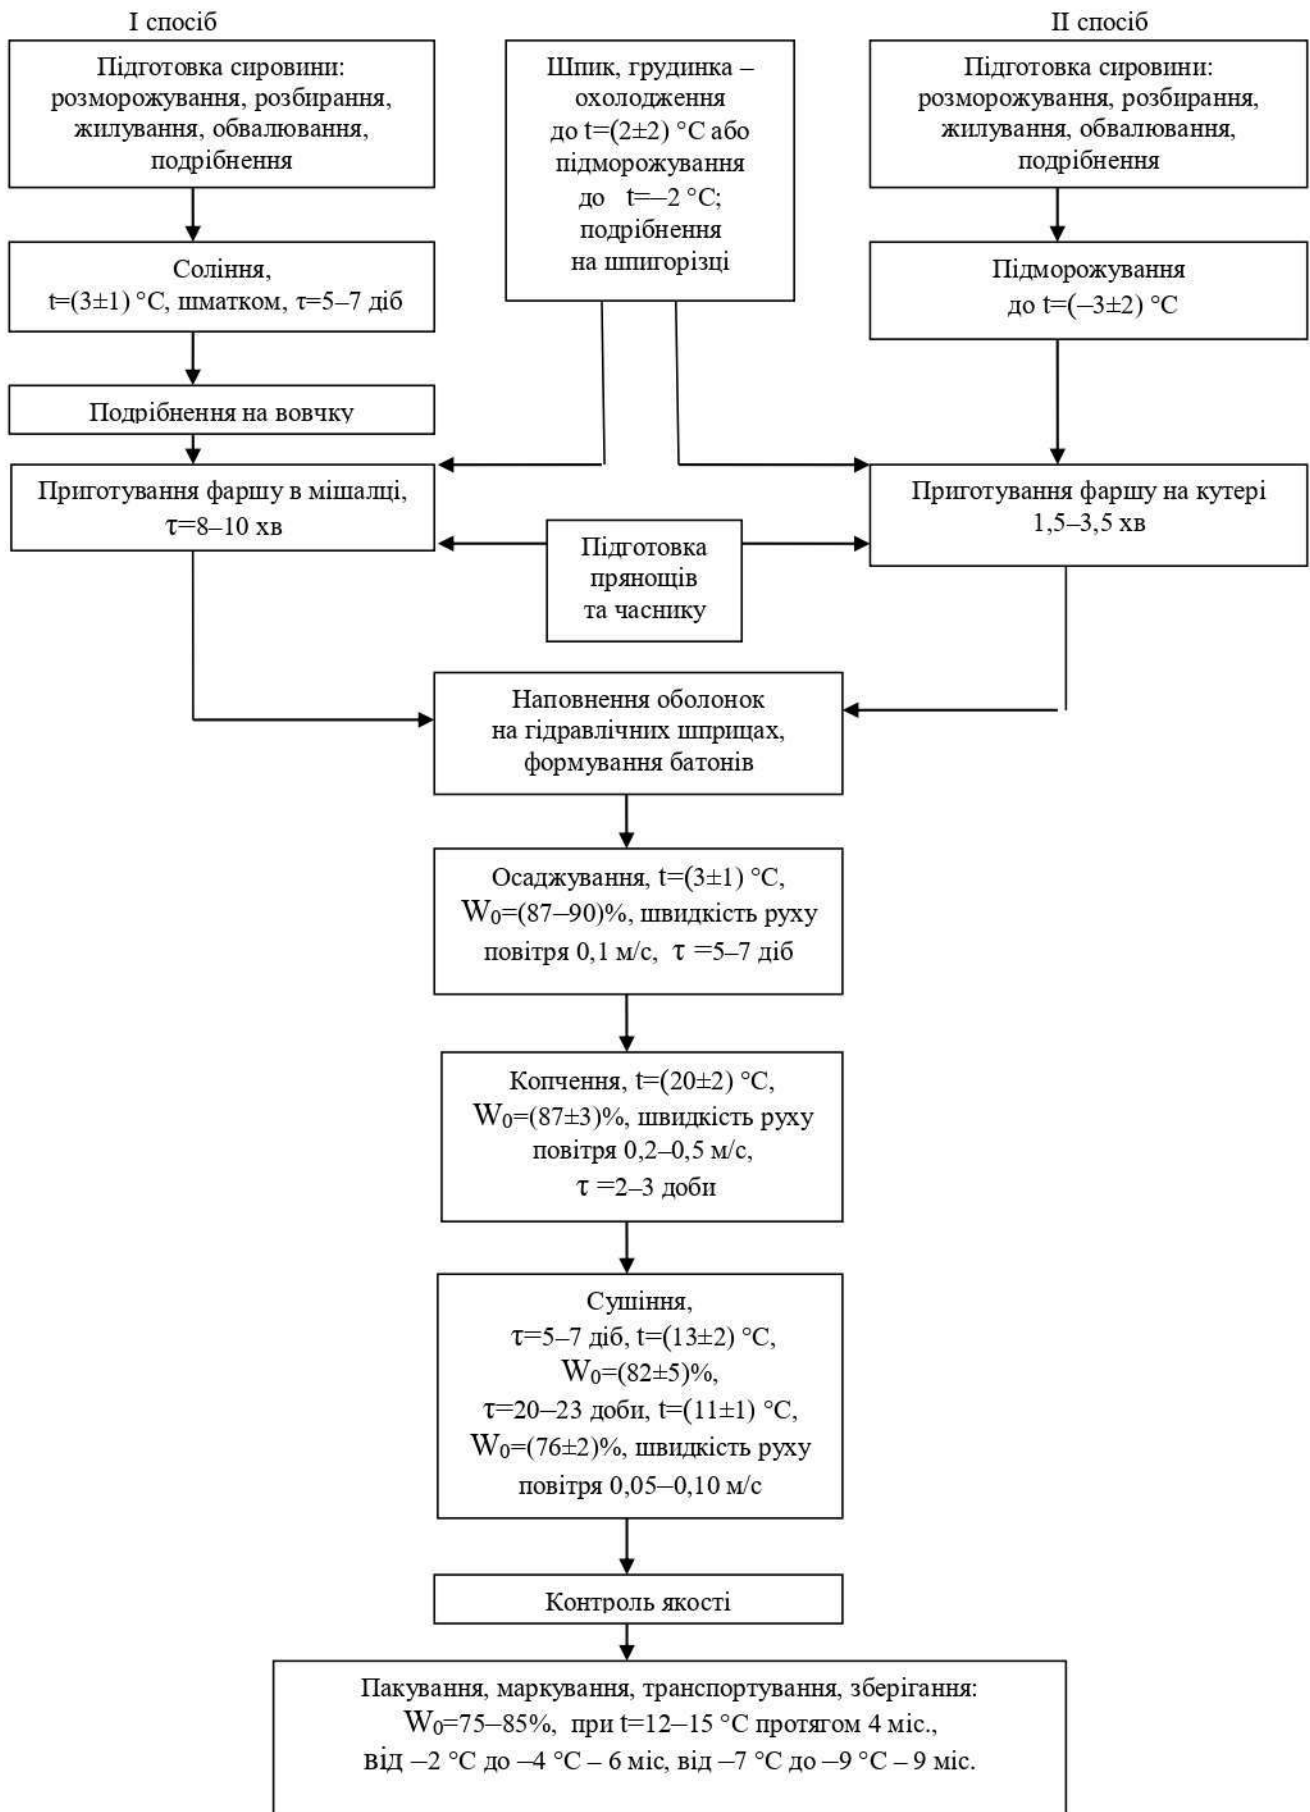 І спосіб
Підготовка сировини:
розморожування, розбирання,
жилування, обвалювання,
подрібнення
Соління,
t=(3±1) °С, шматком, τ=5–7 діб
Подрібнення на вовчку
Приготування фаршу в мішалці,
τ=8–10 хв
Шпик, грудинка –
охолодження
до t=(2±2) °С або
підморожування
до t=–2 °С;
подрібнення
на шпигорізці
Підготовка
прянощів
та часнику
ІІ спосіб
Підготовка сировини:
розморожування, розбирання,
жилування, обвалювання,
подрібнення
Підморожування
до t=(–3±2) °С
Приготування фаршу на кутері
1,5–3,5 хв
Наповнення оболонок
на гідравлічних шприцах,
формування батонів
Осаджування, t=(3±1) °С,
W₀=(87–90)%, швидкість руху
повітря 0,1 м/с, τ =5–7 діб
Копчення, t=(20±2) °С,
W₀=(87±3)%, швидкість руху
повітря 0,2–0,5 м/с,
τ =2–3 доби
Сушіння,
τ=5–7 діб, t=(13±2) °С,
W₀=(82±5)%,
τ=20–23 доби, t=(11±1) °С,
W₀=(76±2)%, швидкість руху
повітря 0,05–0,10 м/с
Контроль якості
Пакування, маркування, транспортування, зберігання:
W₀=75–85%, при t=12–15 °С протягом 4 міс.,
від –2 °С до –4 °С – 6 міс, від –7 °С до –9 °С – 9 міс.